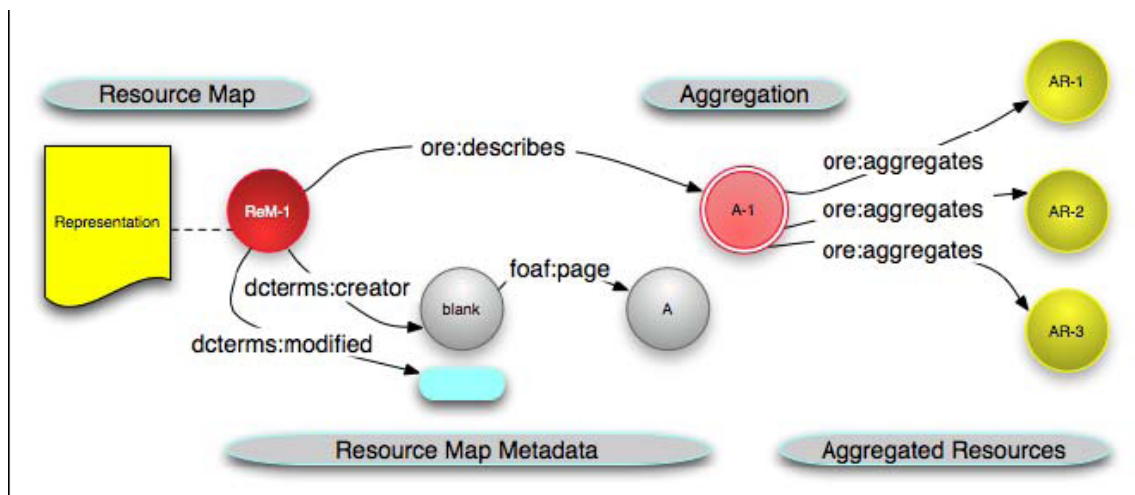 Resource Map
Aggregation
AR-1
ore:describes
ore:aggregates
Representation
ReM-1
A-1
ore:aggregates
AR-2
ore:aggregates
foaf:page
dcterms:creator
blank
A
AR-3
dcterms:modified
Resource Map Metadata
Aggregated Resources